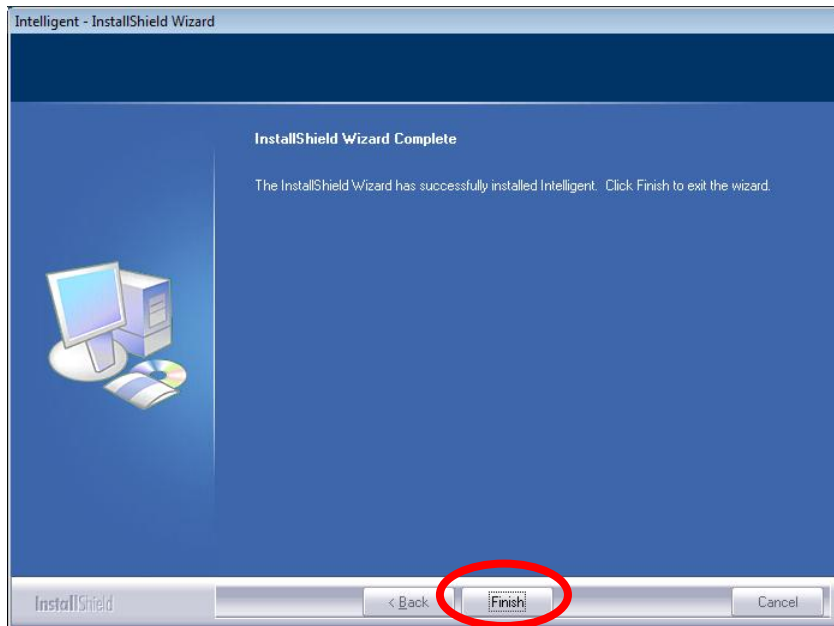 Intelligent - InstallShield Wizard
InstallShield Wizard Complete
The InstallShield Wizard has successfully installed Intelligent. Click Finish to exit the wizard.
InstallShield
< Back
Finish
Cancel